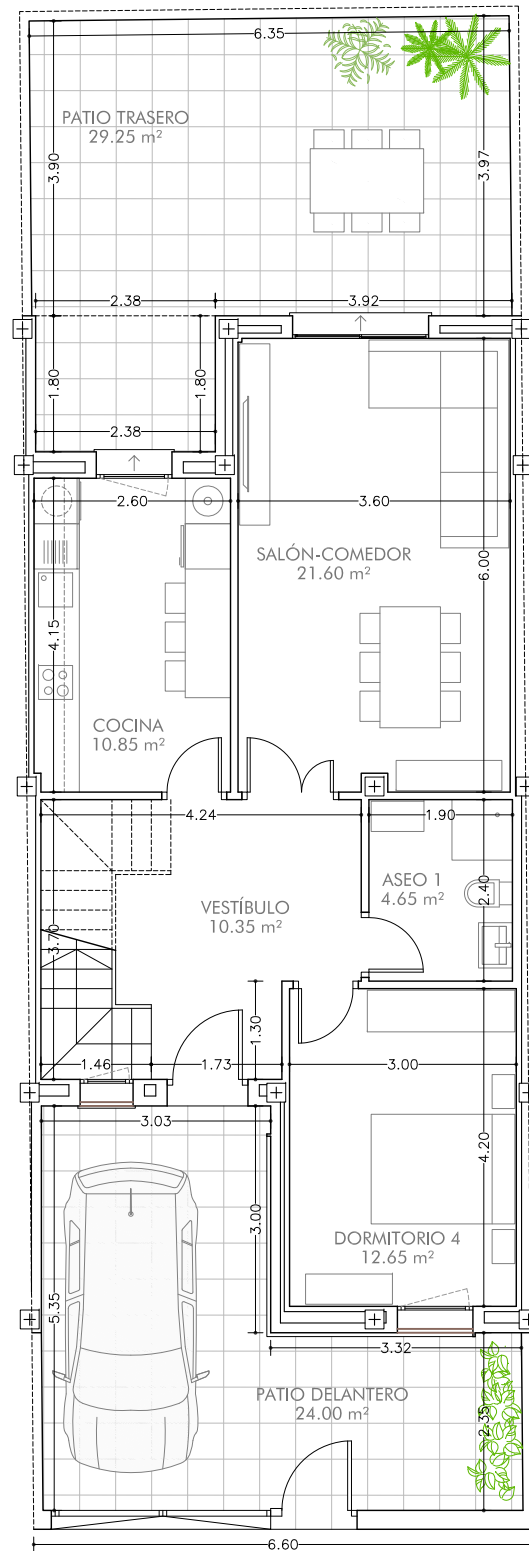 6.35
PATIO TRASERO
29.25 m²
3.90
3.97
2.38
3.92
1.80
1.80
2.38
2.60
3.60
SALÓN-COMEDOR
21.60 m²
6.00
4.15
COCINA
10.85 m²
4.24
1.90
ASEO 1
4.65 m²
2.40
VESTÍBULO
10.35 m²
3.70
1.30
1.46
1.73
3.00
3.03
4.20
3.00
DORMITORIO 4
12.65 m²
5.35
3.32
PATIO DELANTERO
24.00 m²
2.35
6.60